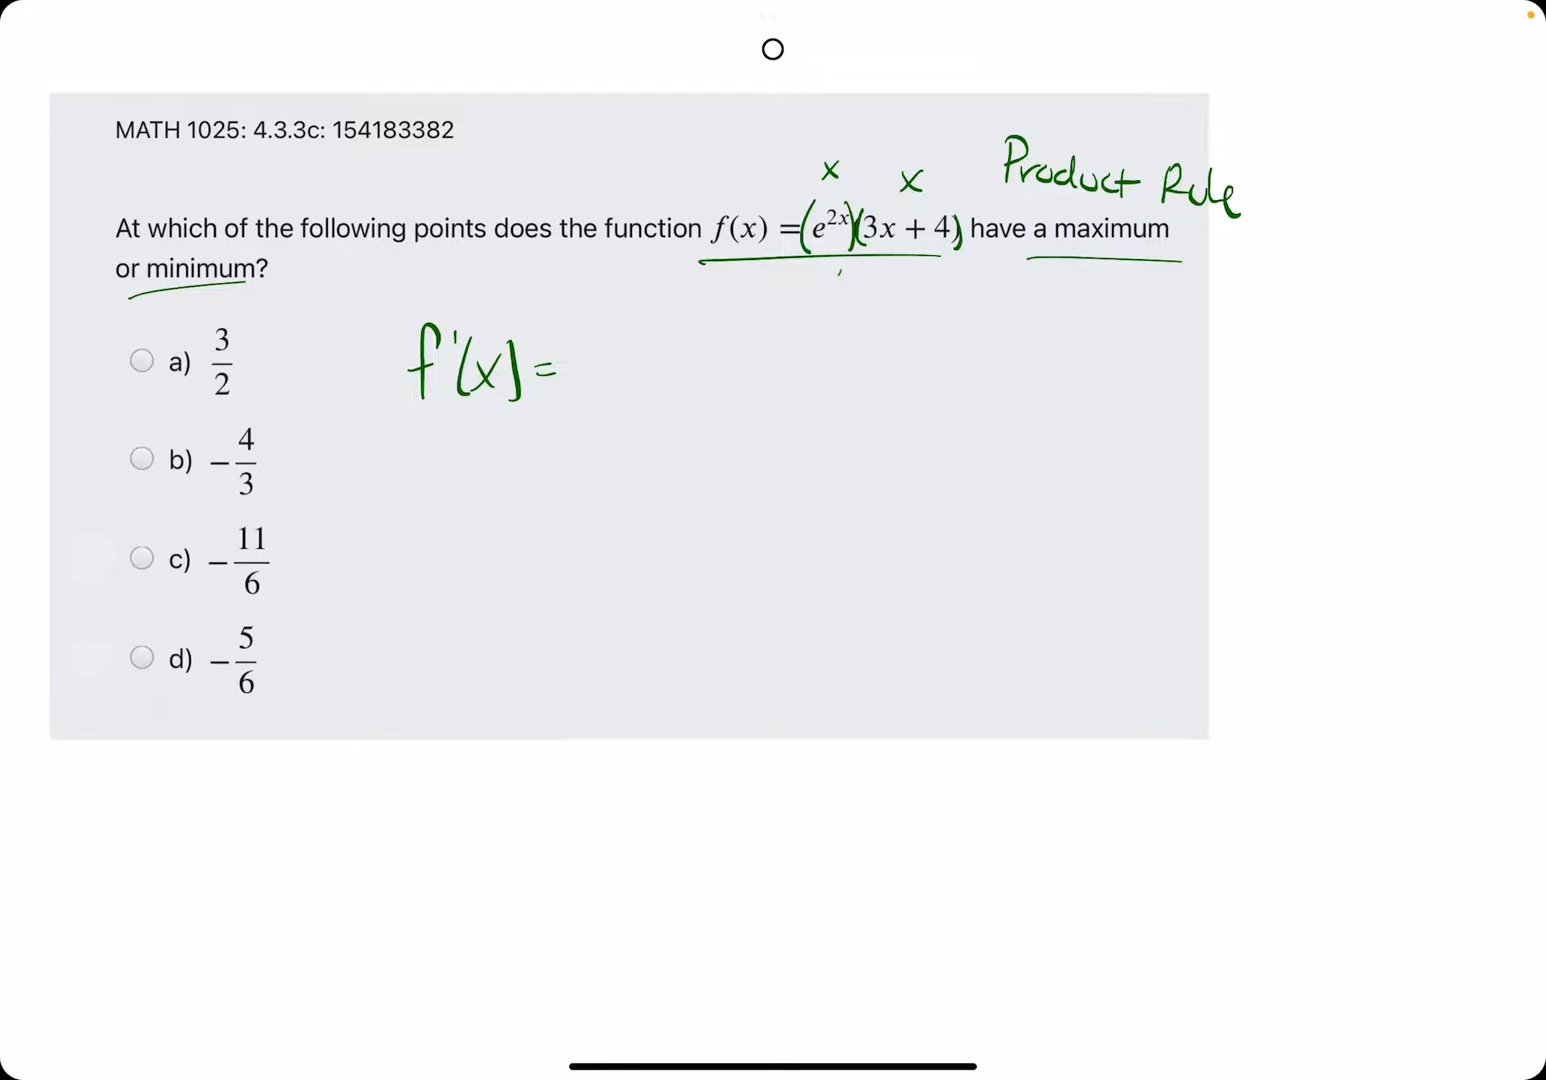 MATH 1025: 4.3.3c: 154183382
x x Product Rule
At which of the following points does the function f(x) = (e^{2x})(3x + 4) have a maximum
or minimum?
a) 3/2
f'(x) =
b) -4/3
c) -11/6
d) -5/6